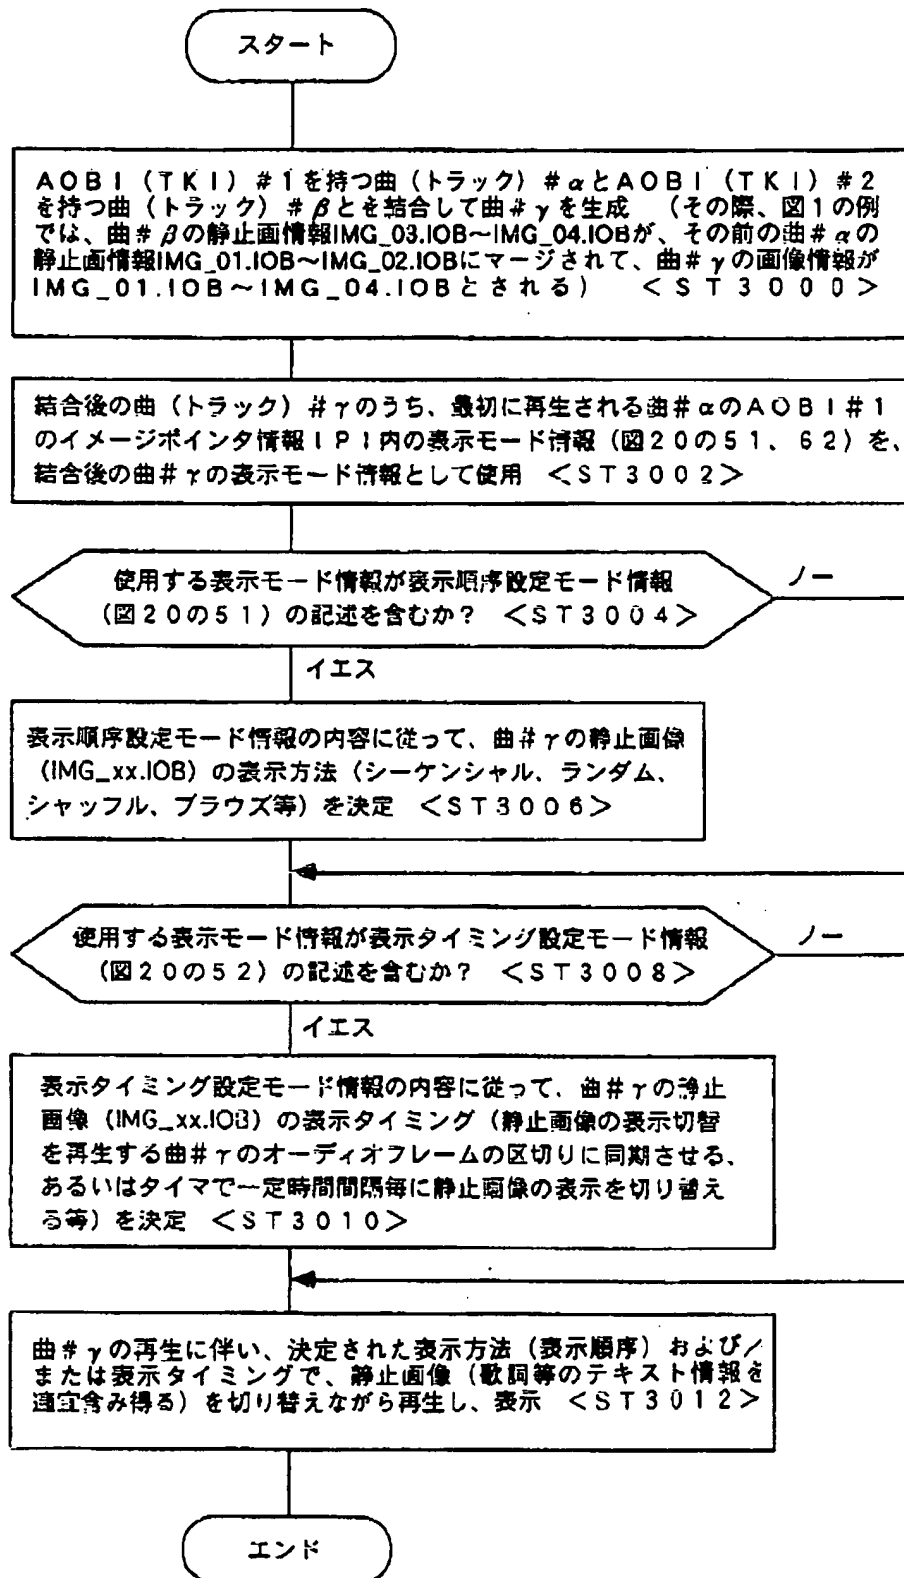 スタート
AOBI（TKI）#1を持つ曲（トラック）#αとAOBI（TKI）#2
を持つ曲（トラック）#βとを結合して曲#γを生成　（その際、図1の例
では、曲#βの静止画情報IMG_03.IOB～IMG_04.IOBが、その前の曲#αの
静止画情報IMG_01.IOB～IMG_02.IOBにマージされて、曲#γの画像情報が
IMG_01.IOB～IMG_04.IOBとされる）　＜ST3000＞
結合後の曲（トラック）#γのうち、最初に再生される曲#αのAOBI#1
のイメージポインタ情報IPI内の表示モード情報（図20の51、62）を、
結合後の曲#γの表示モード情報として使用　＜ST3002＞
使用する表示モード情報が表示順序設定モード情報
ノー
（図20の51）の記述を含むか？　＜ST3004＞
イエス
表示順序設定モード情報の内容に従って、曲#γの静止画像
（IMG_xx.IOB）の表示方法（シーケンシャル、ランダム、
シャッフル、ブラウズ等）を決定　＜ST3006＞
使用する表示モード情報が表示タイミング設定モード情報
ノー
（図20の52）の記述を含むか？　＜ST3008＞
イエス
表示タイミング設定モード情報の内容に従って、曲#γの静止
画像（IMG_xx.IOB）の表示タイミング（静止画像の表示切替
を再生する曲#γのオーディオフレームの区切りに同期させる、
あるいはタイマで一定時間間隔毎に静止画像の表示を切り替え
る等）を決定　＜ST3010＞
曲#γの再生に伴い、決定された表示方法（表示順序）および／
または表示タイミングで、静止画像（歌詞等のテキスト情報を
適宜含み得る）を切り替えながら再生し、表示　＜ST3012＞
エンド